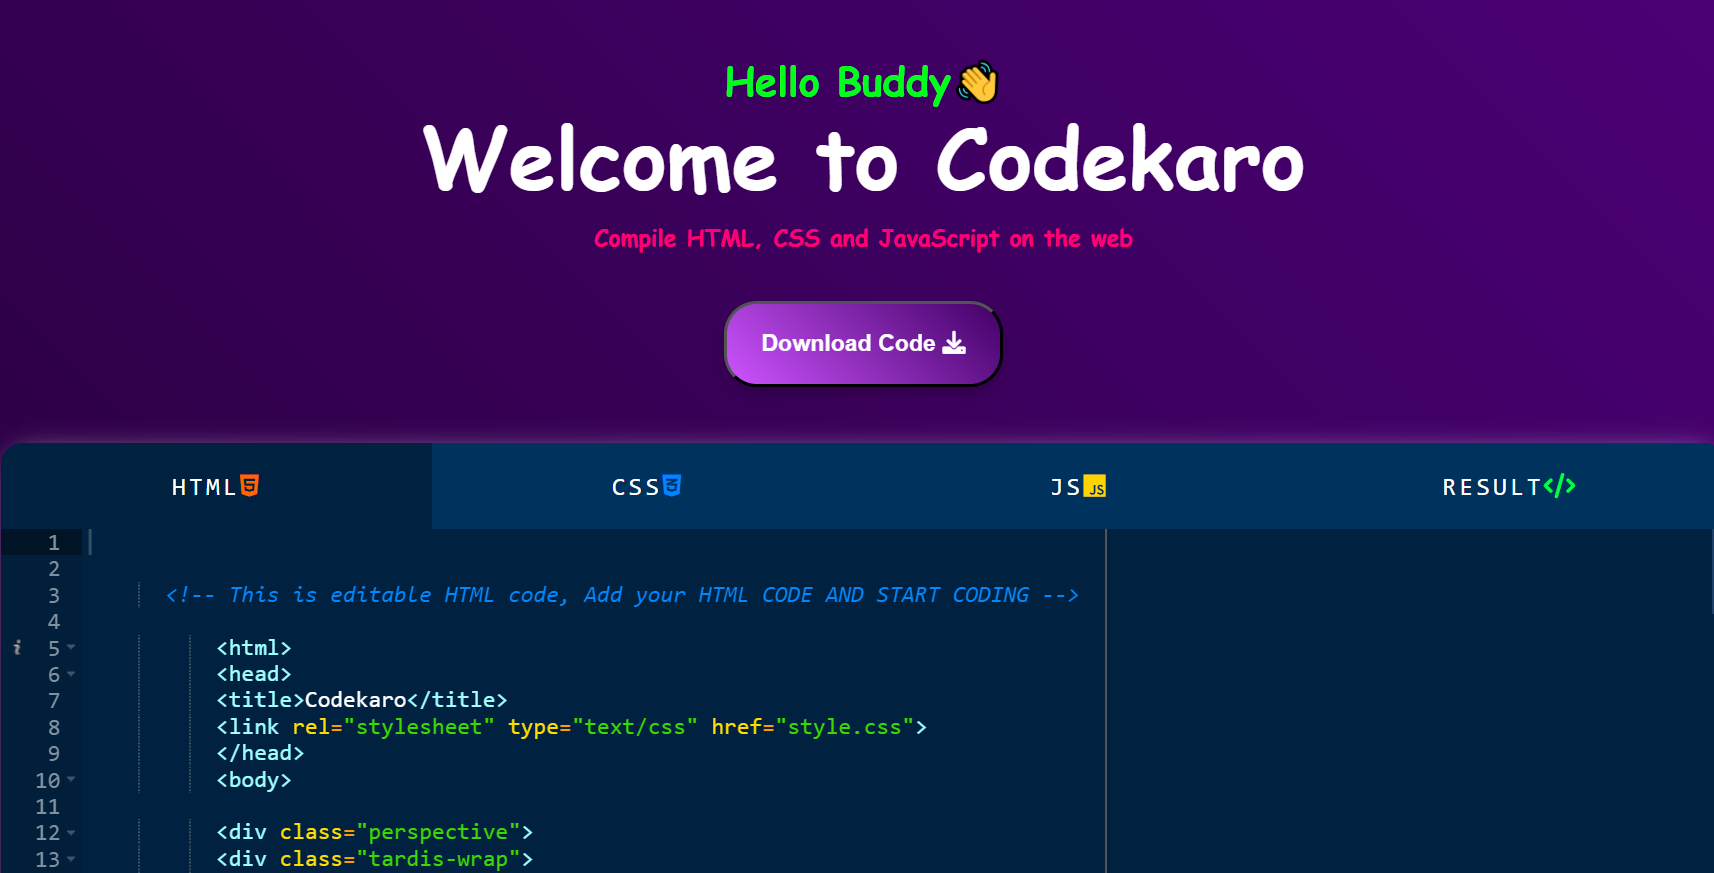 Hello Buddy👋
Welcome to Codekaro
Compile HTML, CSS and JavaScript on the web
Download Code
HTML 5 CSS 3 JS JS RESULT </>
1
2
3 <!-- This is editable HTML code, Add your HTML CODE AND START CODING -->
4
i 5 <html>
6 <head>
7 <title>Codekaro</title>
8 <link rel="stylesheet" type="text/css" href="style.css">
9 </head>
10 <body>
11
12 <div class="perspective">
13 <div class="tardis-wrap">